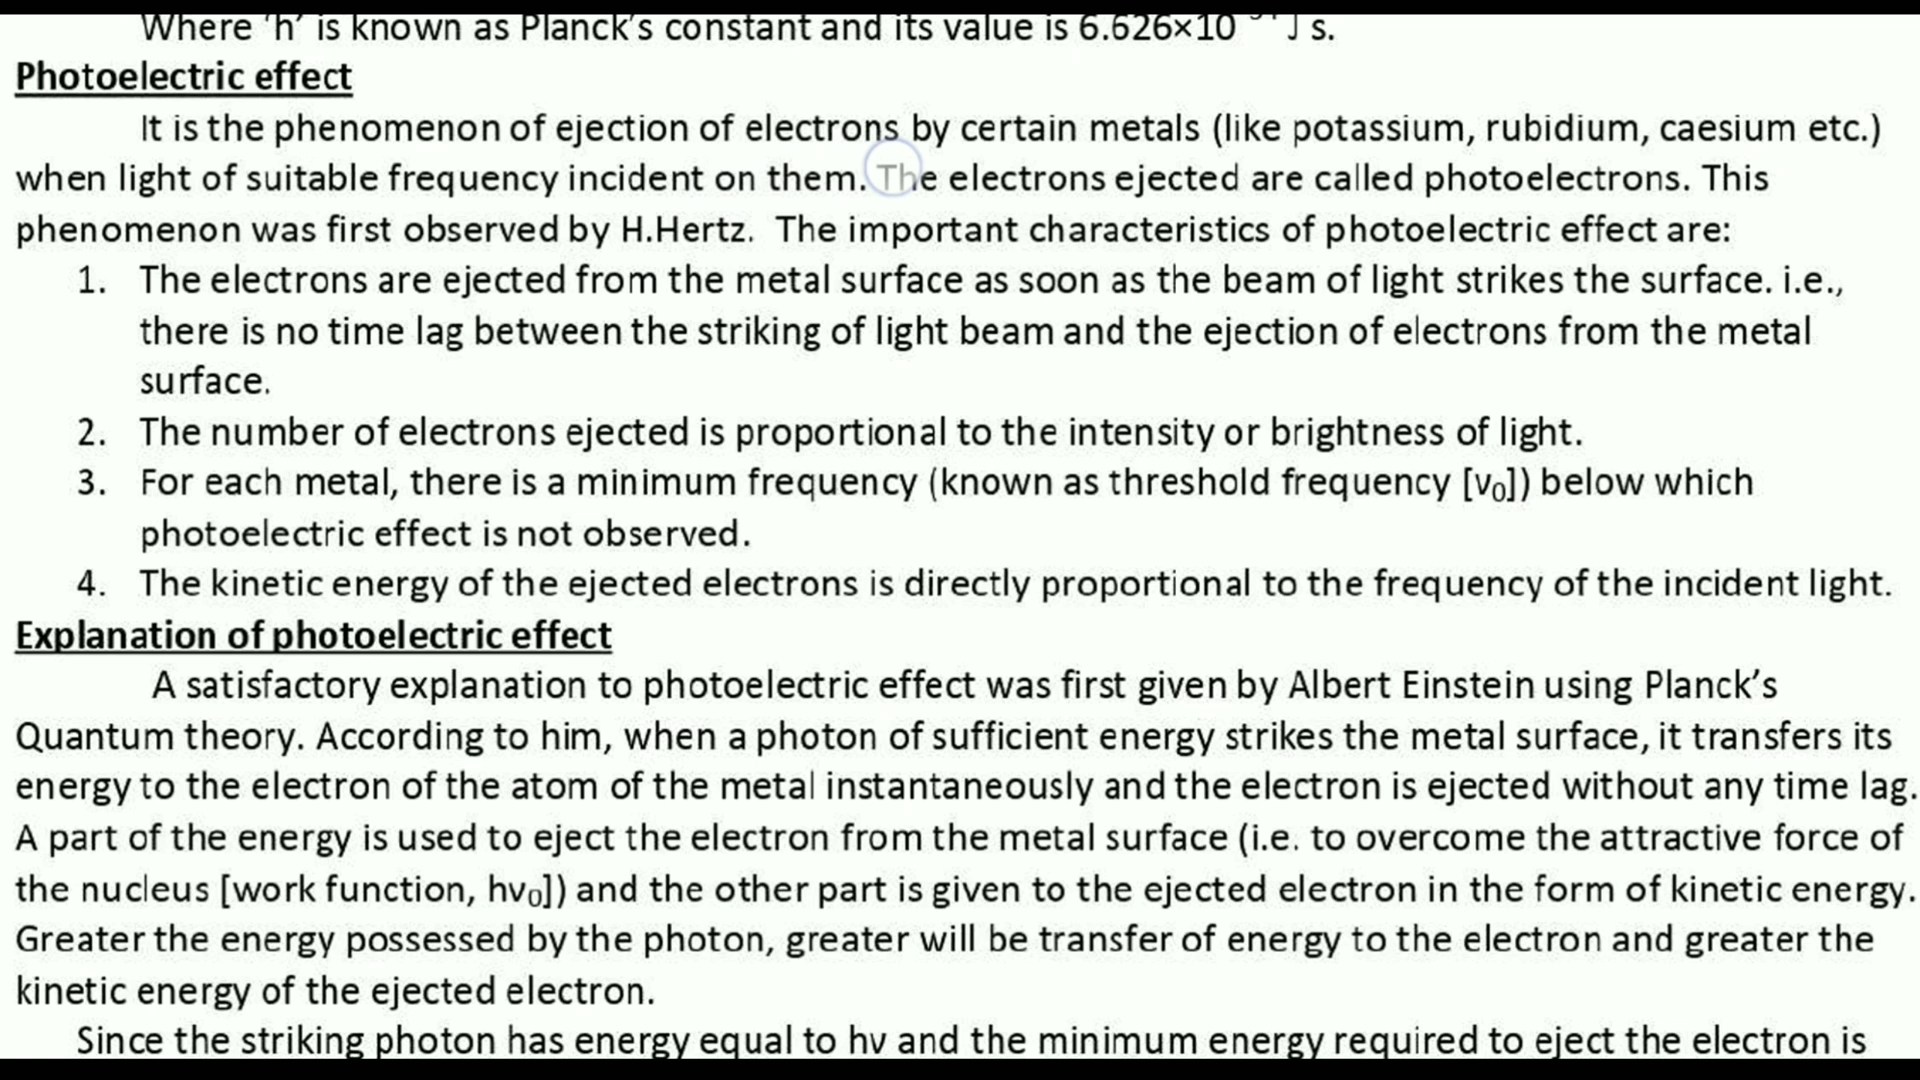 Where ‘h’ is known as Planck’s constant and its value is 6.626×10⁻³⁴ J s.
Photoelectric effect
It is the phenomenon of ejection of electrons by certain metals (like potassium, rubidium, caesium etc.)
when light of suitable frequency incident on them. The electrons ejected are called photoelectrons. This
phenomenon was first observed by H.Hertz. The important characteristics of photoelectric effect are:
1. The electrons are ejected from the metal surface as soon as the beam of light strikes the surface. i.e.,
there is no time lag between the striking of light beam and the ejection of electrons from the metal
surface.
2. The number of electrons ejected is proportional to the intensity or brightness of light.
3. For each metal, there is a minimum frequency (known as threshold frequency [ν₀]) below which
photoelectric effect is not observed.
4. The kinetic energy of the ejected electrons is directly proportional to the frequency of the incident light.
Explanation of photoelectric effect
A satisfactory explanation to photoelectric effect was first given by Albert Einstein using Planck’s
Quantum theory. According to him, when a photon of sufficient energy strikes the metal surface, it transfers its
energy to the electron of the atom of the metal instantaneously and the electron is ejected without any time lag.
A part of the energy is used to eject the electron from the metal surface (i.e. to overcome the attractive force of
the nucleus [work function, hν₀]) and the other part is given to the ejected electron in the form of kinetic energy.
Greater the energy possessed by the photon, greater will be transfer of energy to the electron and greater the
kinetic energy of the ejected electron.
Since the striking photon has energy equal to hν and the minimum energy required to eject the electron is